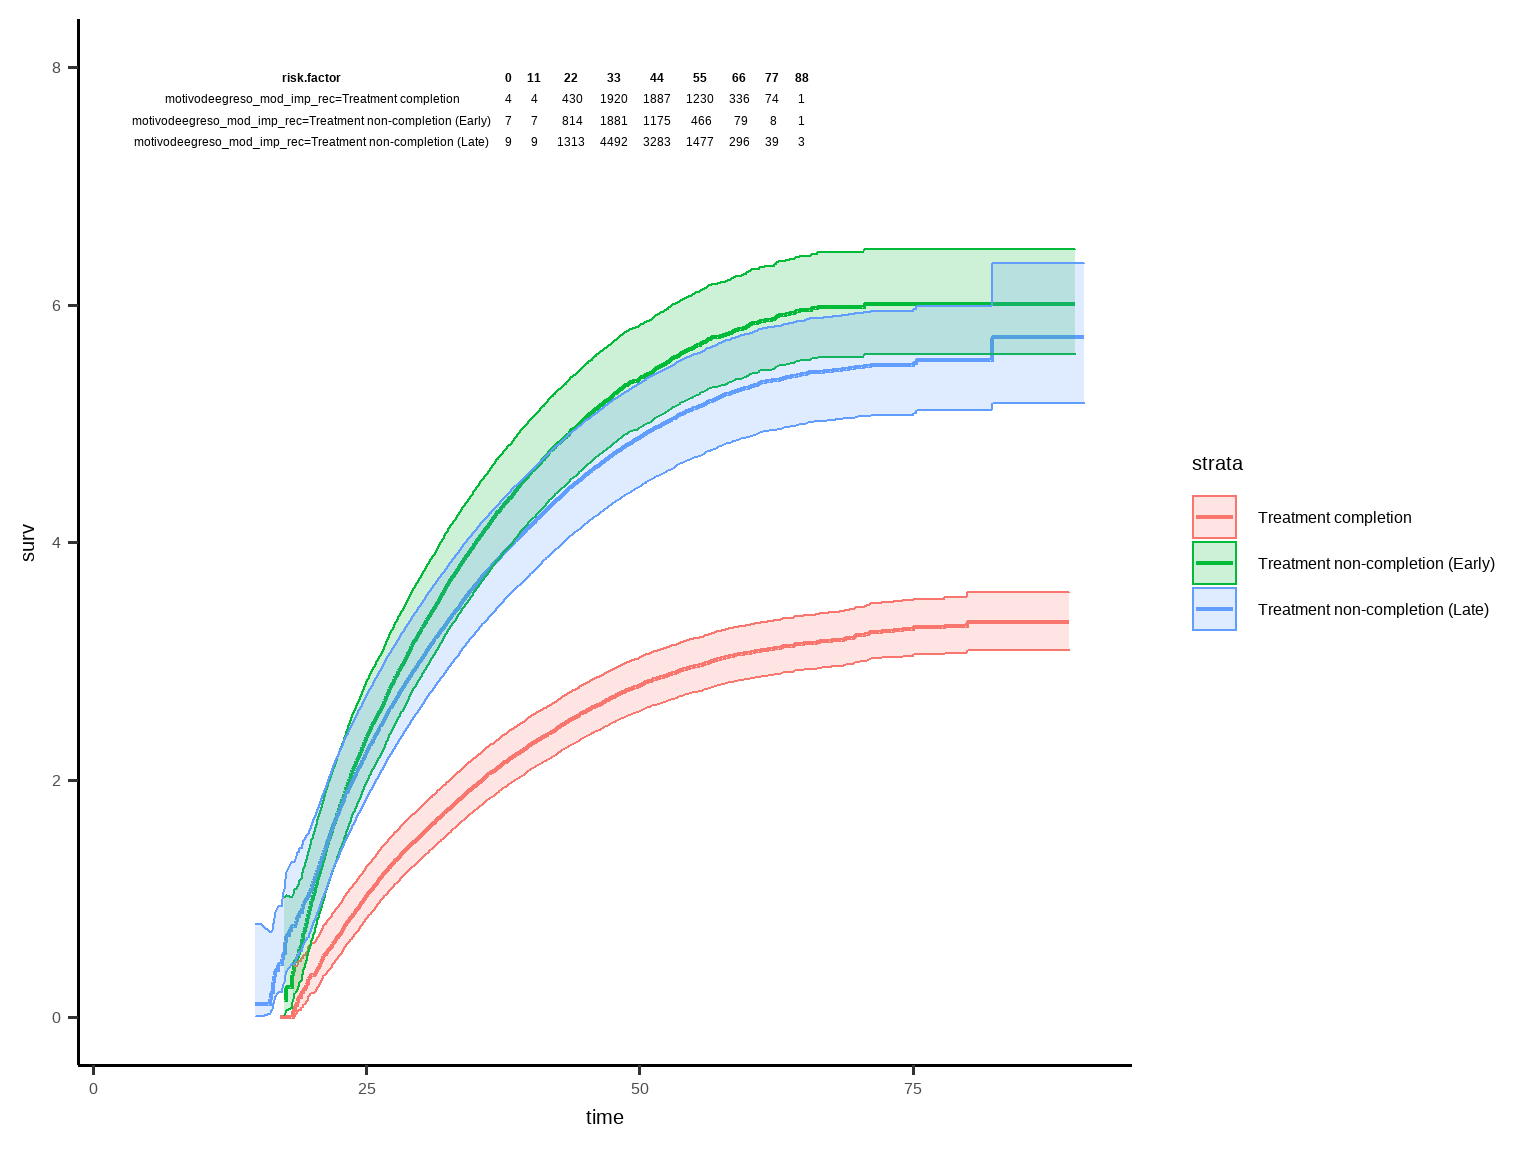 risk.factor 0 11 22 33 44 55 66 77 88
motivodeegreso_mod_imp_rec=Treatment completion 4 4 430 1920 1887 1230 336 74 1
motivodeegreso_mod_imp_rec=Treatment non-completion (Early) 7 7 814 1881 1175 466 79 8 1
motivodeegreso_mod_imp_rec=Treatment non-completion (Late) 9 9 1313 4492 3283 1477 296 39 3
8
6
4
2
0
surv
0 25 50 75
time
strata
Treatment completion
Treatment non-completion (Early)
Treatment non-completion (Late)